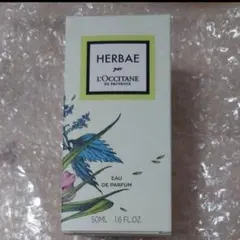 HERBAE
par
L'OCCITANE
EN PROVENCE
EAU
DE PARFUM
50ML 1.6 FL.OZ.